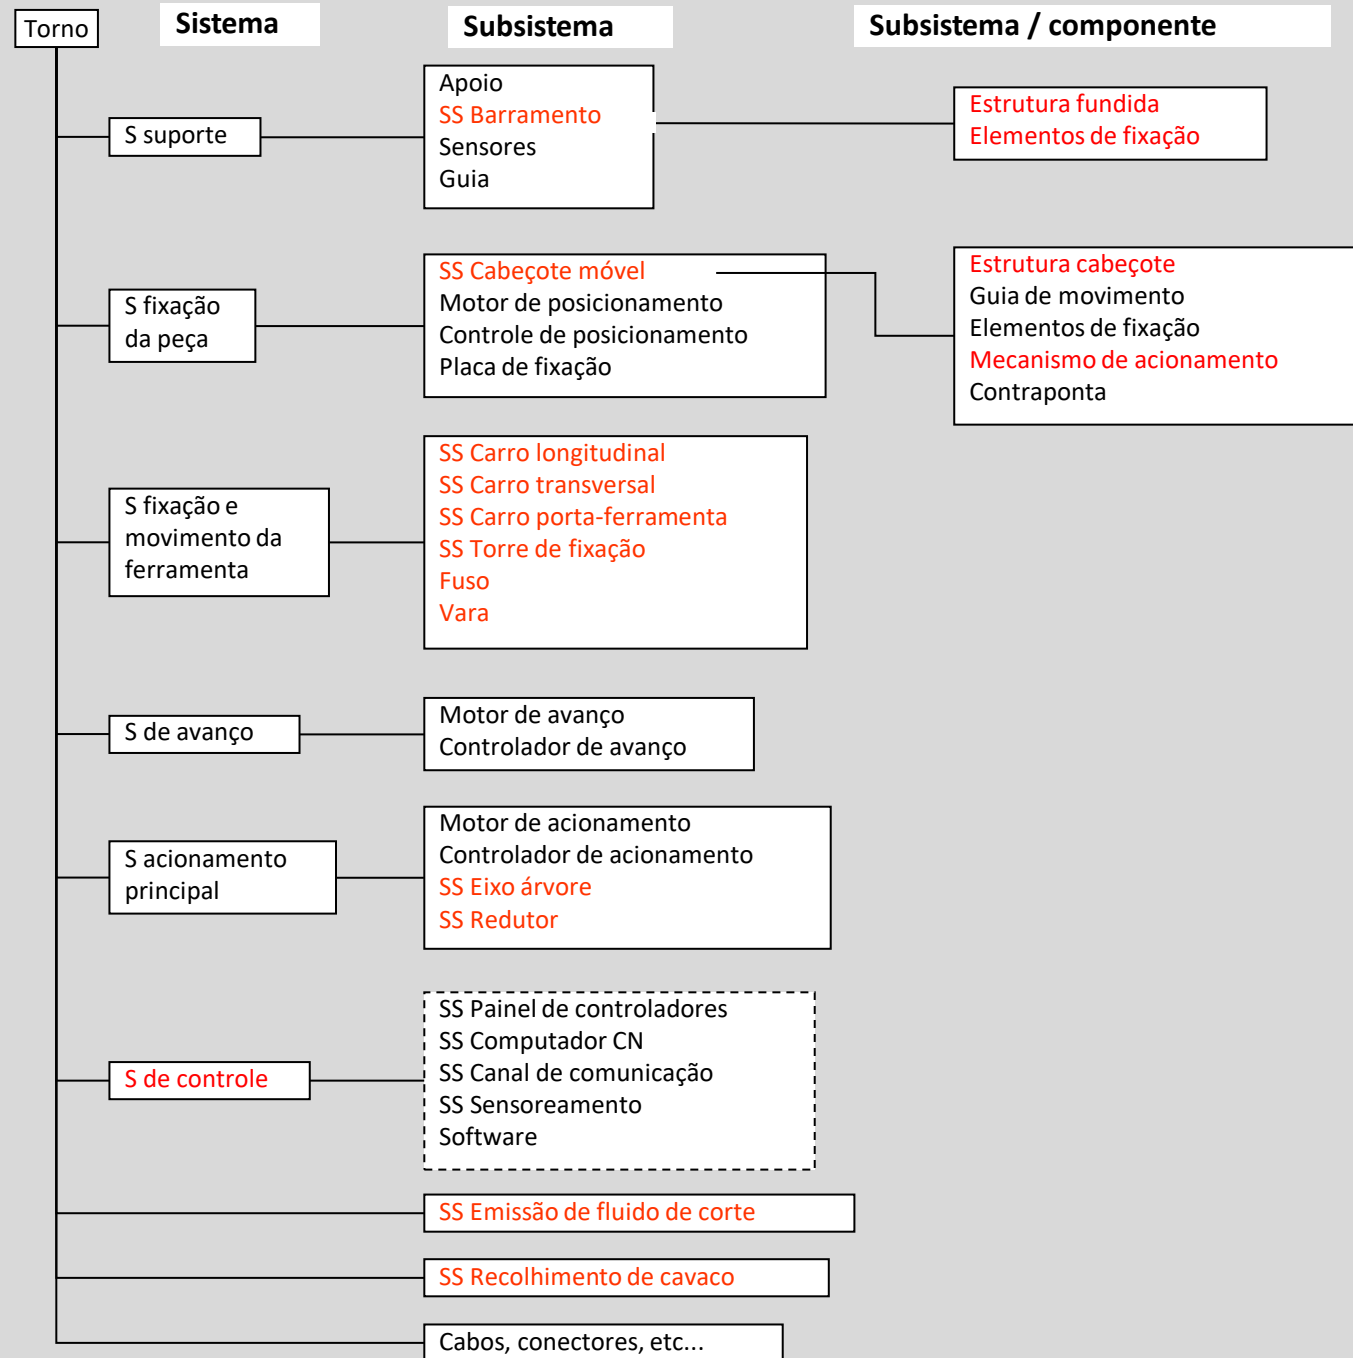 Torno
Sistema
Subsistema
Subsistema / componente
S suporte
Apoio
SS Barramento
Sensores
Guia
Estrutura fundida
Elementos de fixação
S fixação
da peça
SS Cabeçote móvel
Motor de posicionamento
Controle de posicionamento
Placa de fixação
Estrutura cabeçote
Guia de movimento
Elementos de fixação
Mecanismo de acionamento
Contraponta
S fixação e
movimento da
ferramenta
SS Carro longitudinal
SS Carro transversal
SS Carro porta-ferramenta
SS Torre de fixação
Fuso
Vara
S de avanço
Motor de avanço
Controlador de avanço
S acionamento
principal
Motor de acionamento
Controlador de acionamento
SS Eixo árvore
SS Redutor
S de controle
SS Painel de controladores
SS Computador CN
SS Canal de comunicação
SS Sensoreamento
Software
SS Emissão de fluido de corte
SS Recolhimento de cavaco
Cabos, conectores, etc...